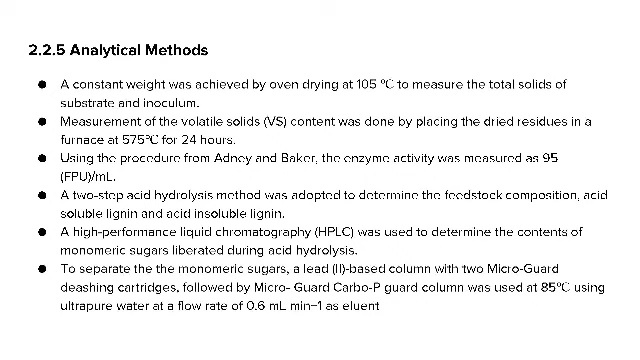 2.2.5 Analytical Methods
● A constant weight was achieved by oven drying at 105 ℃ to measure the total solids of
substrate and inoculum.
● Measurement of the volatile solids (VS) content was done by placing the dried residues in a
furnace at 575℃ for 24 hours.
● Using the procedure from Adney and Baker, the enzyme activity was measured as 95
(FPU)/mL.
● A two-step acid hydrolysis method was adopted to determine the feedstock composition, acid
soluble lignin and acid insoluble lignin.
● A high-performance liquid chromatography (HPLC) was used to determine the contents of
monomeric sugars liberated during acid hydrolysis.
● To separate the the monomeric sugars, a lead (II)-based column with two Micro-Guard
deashing cartridges, followed by Micro- Guard Carbo-P guard column was used at 85℃ using
ultrapure water at a flow rate of 0.6 mL min−1 as eluent